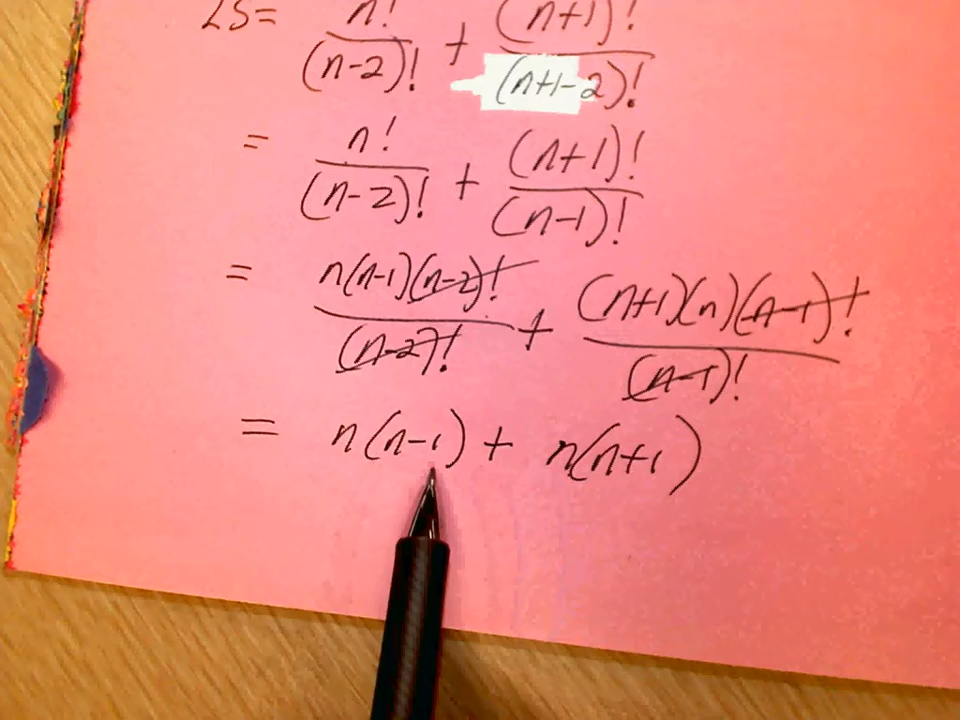 LS= n!/(n-2)! + (n+1)!/(n+1-2)!
= n!/(n-2)! + (n+1)!/(n-1)!
= n(n-1)(n-2)!/(n-2)! + (n+1)(n)(n-1)!/(n-1)!
= n(n-1) + n(n+1)